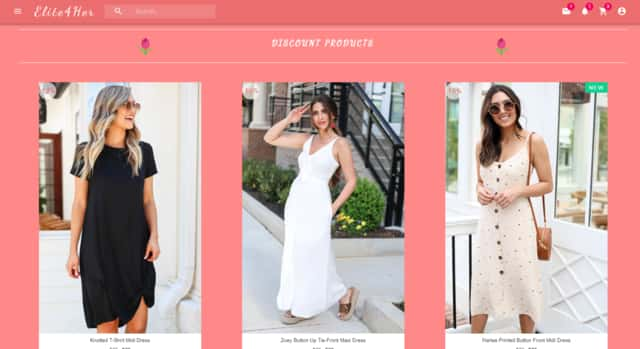 Elite4Her
Search…
DISCOUNT PRODUCTS
NEW
Knotted T-Shirt Midi Dress
Zoey Button Up Tie-Front Maxi Dress
Printed Button Front Midi Dress